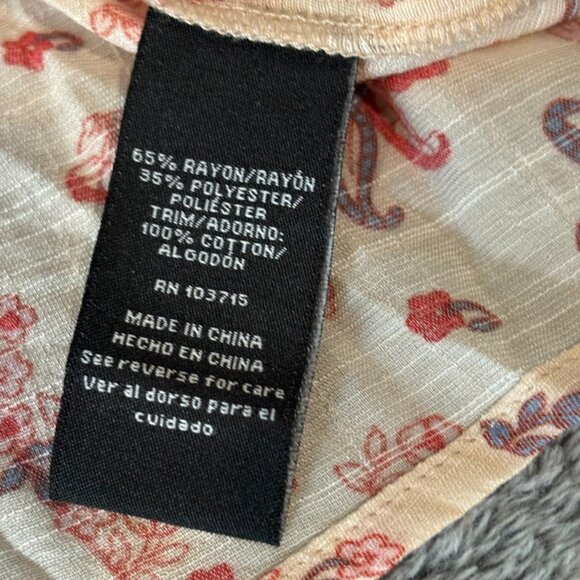 65% RAYON/RAYÓN
35% POLYESTER/
POLIÉSTER
TRIM/ADORNO:
100% COTTON/
ALGODÓN
RN 103715
MADE IN CHINA
HECHO EN CHINA
See reverse for care
Ver al dorso para el
cuidado